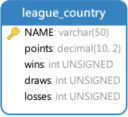 league_country
NAME: varchar(50)
points: decimal(10, 2)
wins: int UNSIGNED
draws: int UNSIGNED
losses: int UNSIGNED